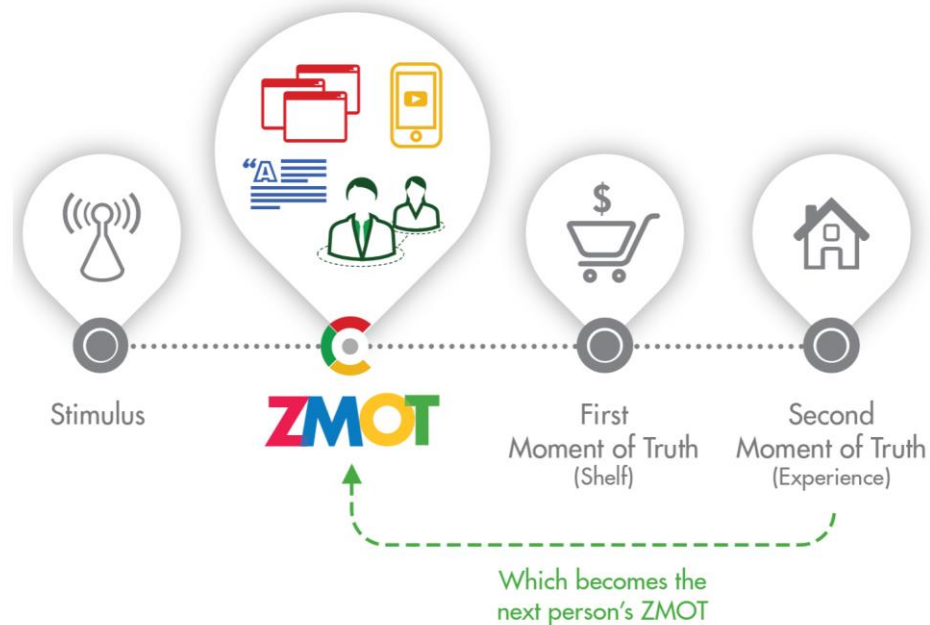 “A
$
Stimulus
ZMOT
First
Moment of Truth
(Shelf)
Second
Moment of Truth
(Experience)
Which becomes the
next person's ZMOT